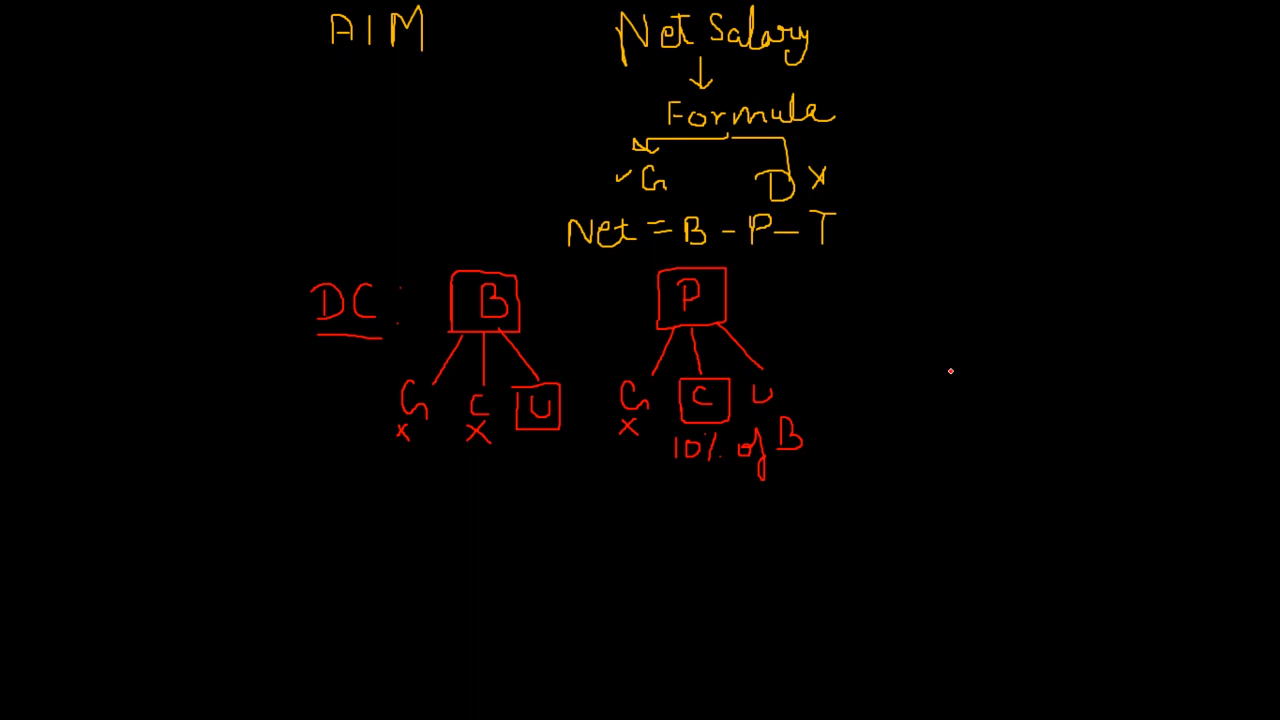 AIM Net Salary
↓
Formula
✓ G D x
Net = B - P - T
DC : B P
G C U G C U
x x x 10% of B